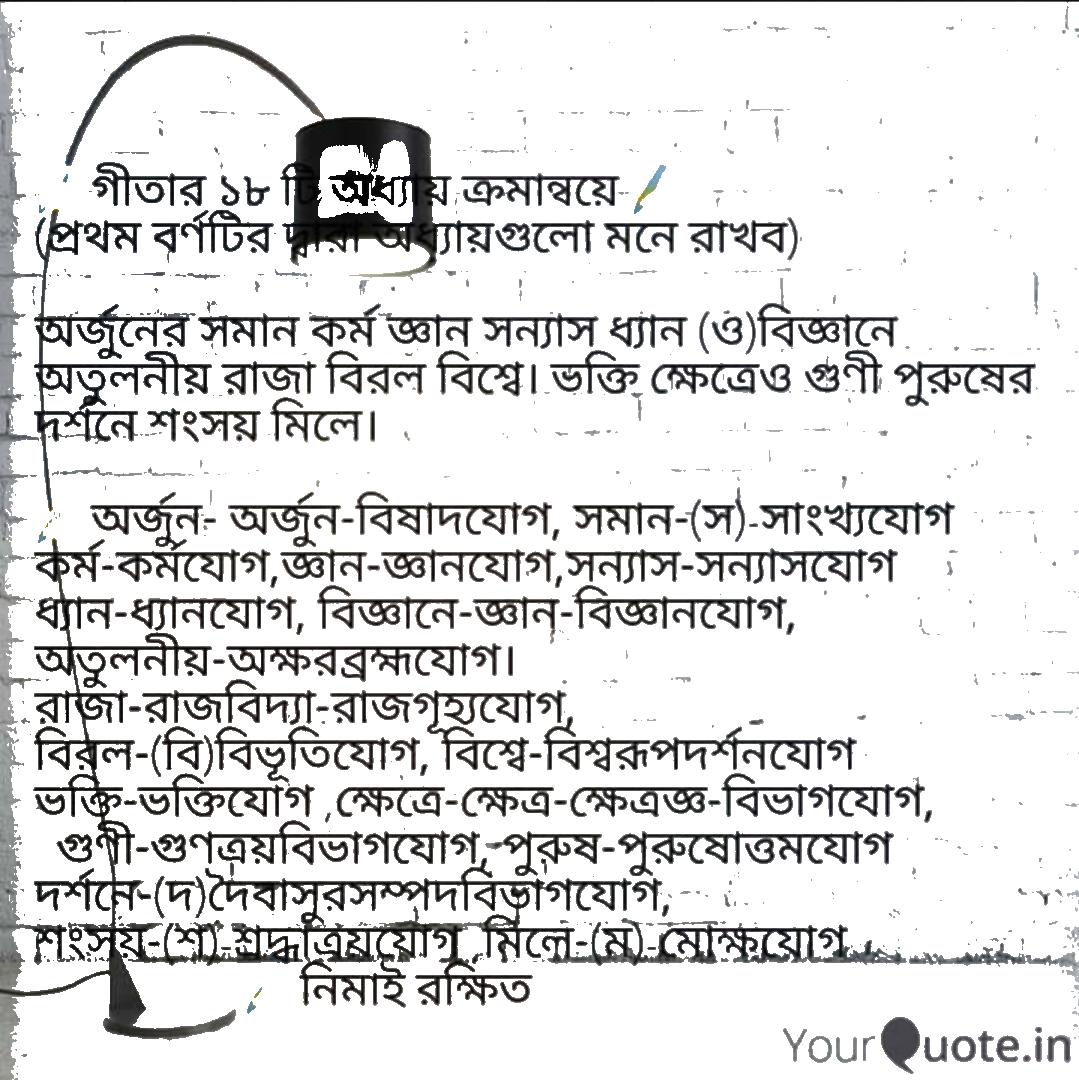 গীতার ১৮ টি অধ্যায় ক্রমান্বয়ে
(প্রথম বর্ণটির দ্বারা অধ্যায়গুলো মনে রাখব)
অর্জুনের সমান কর্ম জ্ঞান সন্যাস ধ্যান (ও)বিজ্ঞানে
অতুলনীয় রাজা বিরল বিশ্বে। ভক্তি ক্ষেত্রেও গুণী পুরুষের
দর্শনে শংসয় মিলে।
অর্জুন- অর্জুন-বিষাদযোগ, সমান-(স)-সাংখ্যযোগ
কর্ম-কর্মযোগ,জ্ঞান-জ্ঞানযোগ,সন্যাস-সন্যাসযোগ
ধ্যান-ধ্যানযোগ, বিজ্ঞানে-জ্ঞান-বিজ্ঞানযোগ,
অতুলনীয়-অক্ষরব্রহ্মযোগ।
রাজা-রাজবিদ্যা-রাজগূহ্যযোগ,
বিরল-(বি)বিভূতিযোগ, বিশ্বে-বিশ্বরূপদর্শনযোগ
ভক্তি-ভক্তিযোগ ,ক্ষেত্রে-ক্ষেত্র-ক্ষেত্রজ্ঞ-বিভাগযোগ,
গুণী-গুণত্রয়বিভাগযোগ,-পুরুষ-পুরুষোত্তমযোগ
দর্শনে-(দ)দৈবাসুরসম্পদবিভাগযোগ,
শংসয়-(শ)-শ্রদ্ধাত্রয়যোগ ,মিলে-(ম) মোক্ষযোগ ,
নিমাই রক্ষিত
YourQuote.in